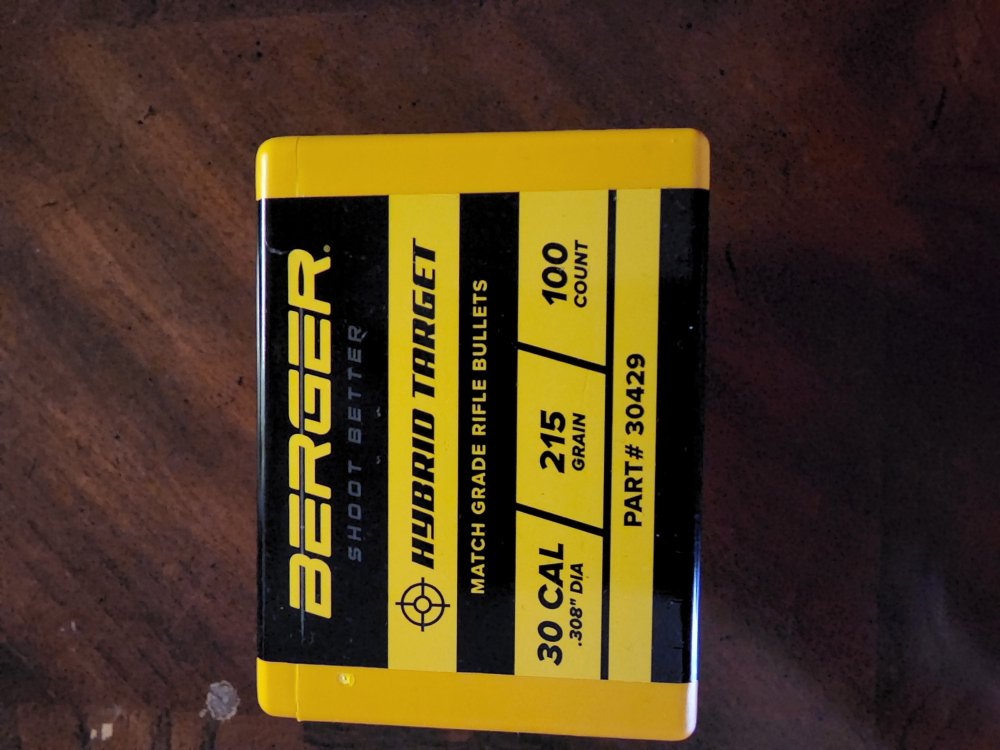 BERGER®
SHOOT BETTER
HYBRID TARGET
MATCH GRADE RIFLE BULLETS
30 CAL 215 100
.308" DIA GRAIN COUNT
PART# 30429